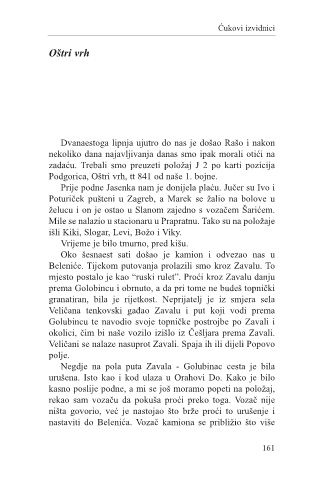 Ćukovi izvidnici
Oštri vrh
Dvanaestoga lipnja ujutro do nas je došao Rašo i nakon
nekoliko dana najavljivanja danas smo ipak morali otići na
zadaću. Trebali smo preuzeti položaj J 2 po karti pozicija
Podgorica, Oštri vrh, tt 841 od naše 1. bojne.
Prije podne Jasenka nam je donijela plaću. Jučer su Ivo i
Poturiček pušteni u Zagreb, a Marek se žalio na bolove u
želucu i on je ostao u Slanom zajedno s vozačem Šarićem.
Mile se nalazio u stacionaru u Prapratnu. Tako su na položaje
išli Kiki, Slogar, Levi, Božo i Viky.
Vrijeme je bilo tmurno, pred kišu.
Oko šesnaest sati došao je kamion i odvezao nas u
Beleniće. Tijekom putovanja prolazili smo kroz Zavalu. To
mjesto postalo je kao “ruski rulet”. Proći kroz Zavalu danju
prema Golobincu i obrnuto, a da pri tome ne budeš topnički
granatiran, bila je rijetkost. Neprijatelj je iz smjera sela
Veličana tenkovski gađao Zavalu i put koji vodi prema
Golubincu te navodio svoje topničke postrojbe po Zavali i
okolici, čim bi naše vozilo izišlo iz Češljara prema Zavali.
Veličani se nalaze nasuprot Zavali. Spaja ih ili dijeli Popovo
polje.
Negdje na pola puta Zavala - Golubinac cesta je bila
urušena. Isto kao i kod ulaza u Orahovi Do. Kako je bilo
kasno poslije podne, a mi se još moramo popeti na položaj,
rekao sam vozaču da pokuša proći preko toga. Vozač nije
ništa govorio, već je nastojao što brže proći to urušenje i
nastaviti do Belenića. Vozač kamiona se približio što više
161